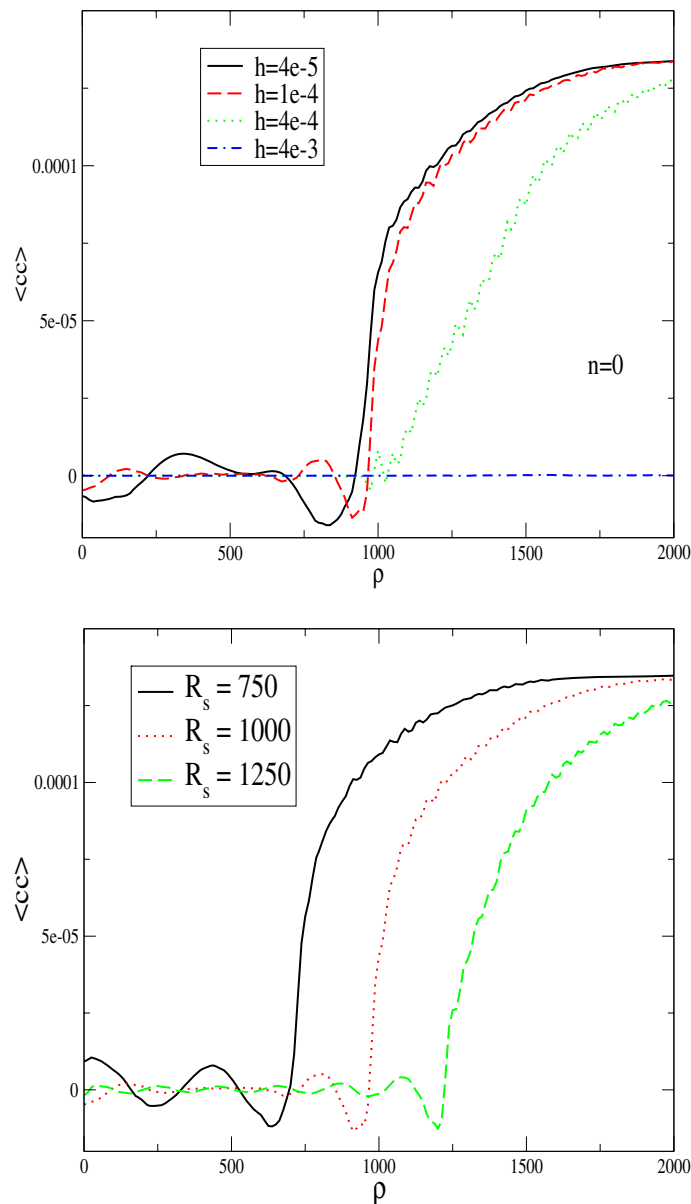 h=4e-5
h=1e-4
h=4e-4
h=4e-3
0.0001
5e-05
0
<cc>
n=0
0 500 1000 1500 2000
ρ
R_s = 750
R_s = 1000
R_s = 1250
0.0001
5e-05
0
<cc>
0 500 1000 1500 2000
ρ